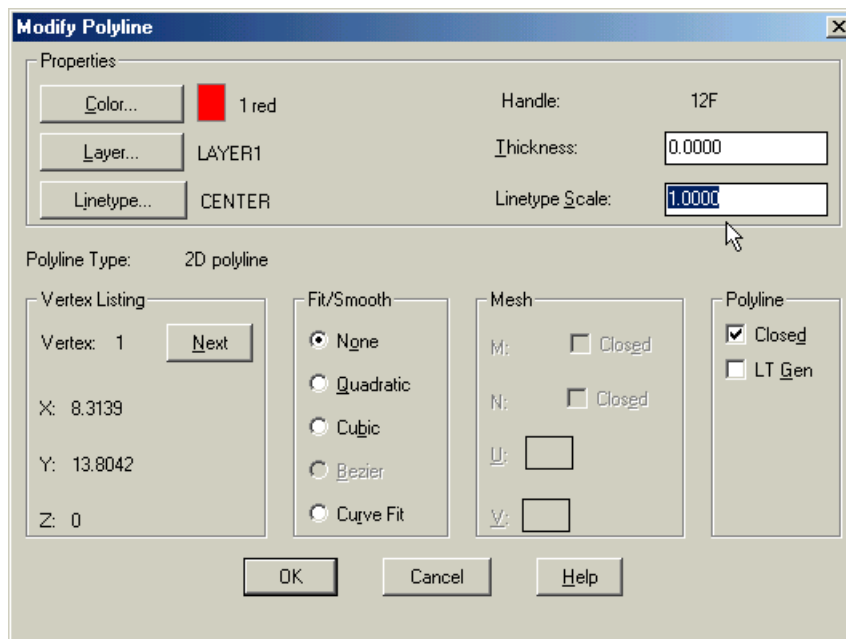 Modify Polyline
Properties
Color... 1 red
Handle: 12F
Layer... LAYER1
Thickness: 0.0000
Linetype... CENTER
Linetype Scale: 1.0000
Polyline Type: 2D polyline
Vertex Listing
Vertex: 1 Next
X: 8.3139
Y: 13.8042
Z: 0
Fit/Smooth
None
Quadratic
Cubic
Bezier
Curve Fit
Mesh
M: Closed
N: Closed
U:
V:
Polyline
Closed
LT Gen
OK Cancel Help